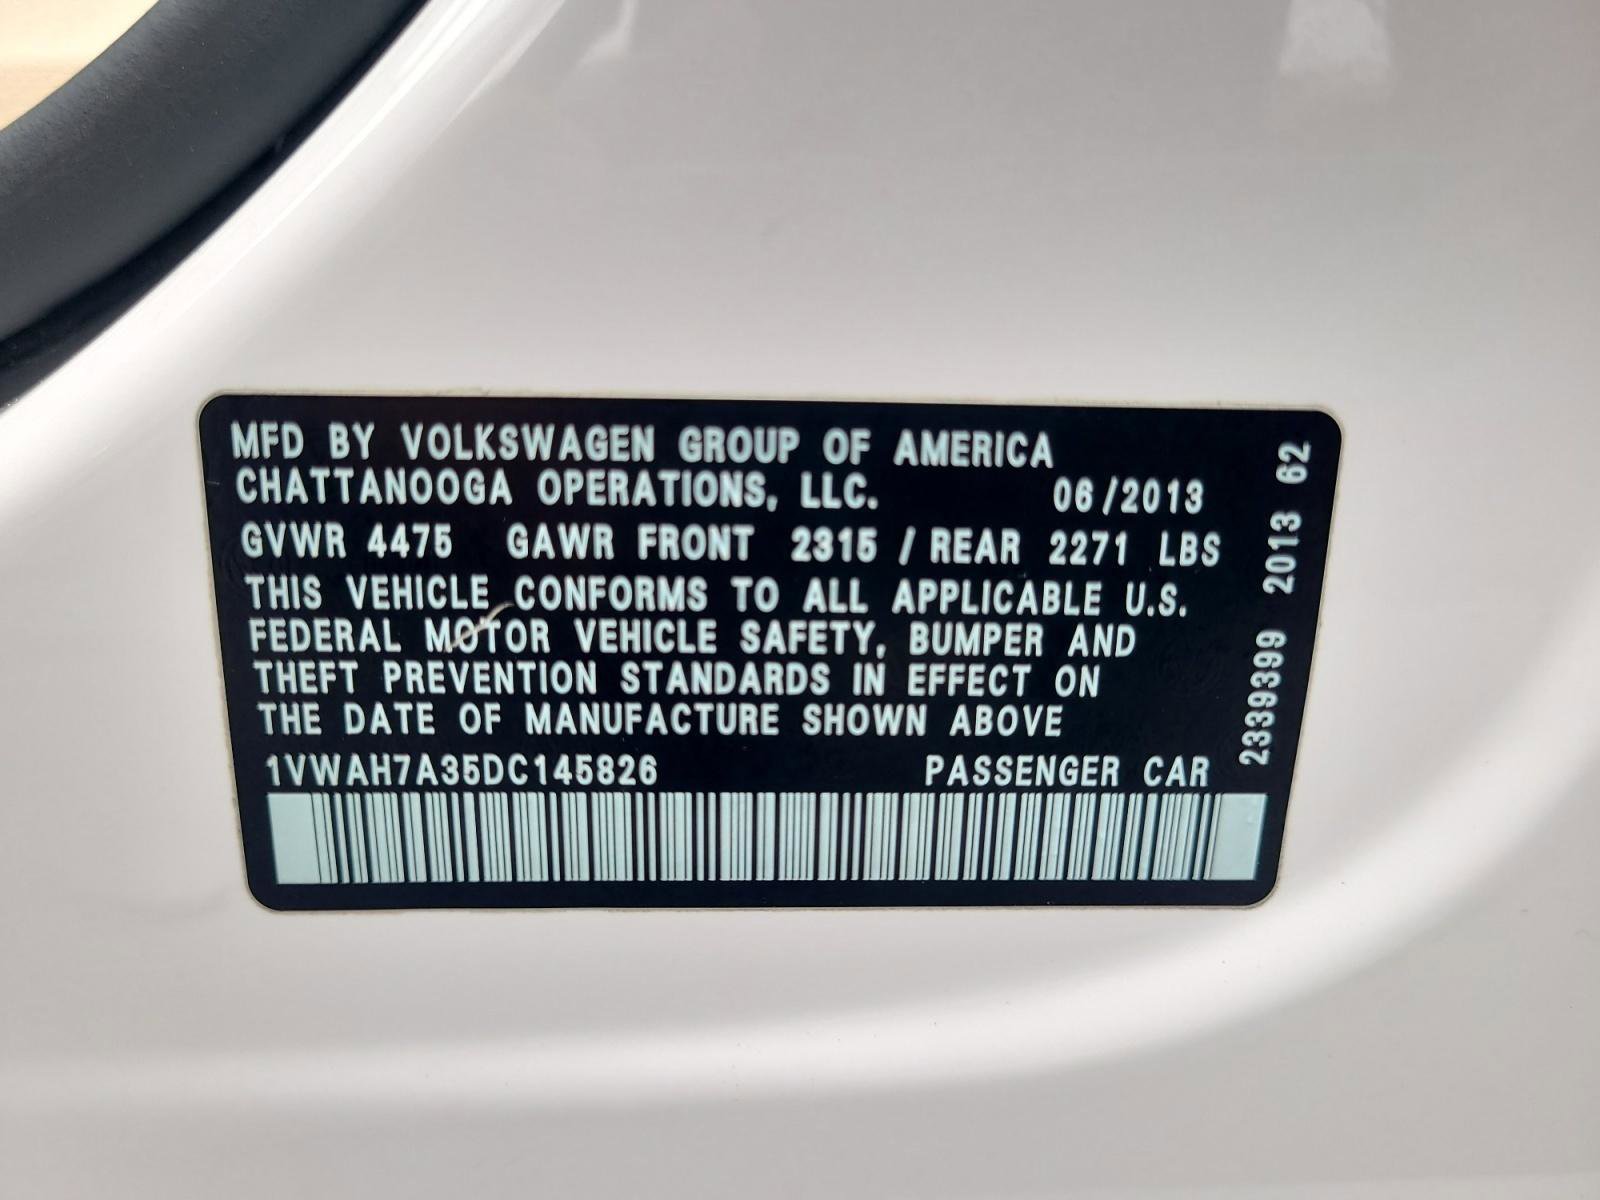 MFD BY VOLKSWAGEN GROUP OF AMERICA
CHATTANOOGA OPERATIONS, LLC. 06/2013
GVWR 4475 GAWR FRONT 2315 / REAR 2271 LBS
THIS VEHICLE CONFORMS TO ALL APPLICABLE U.S.
FEDERAL MOTOR VEHICLE SAFETY, BUMPER AND
THEFT PREVENTION STANDARDS IN EFFECT ON
THE DATE OF MANUFACTURE SHOWN ABOVE
1VWAH7A35DC145826 PASSENGER CAR
2339399 2013 62